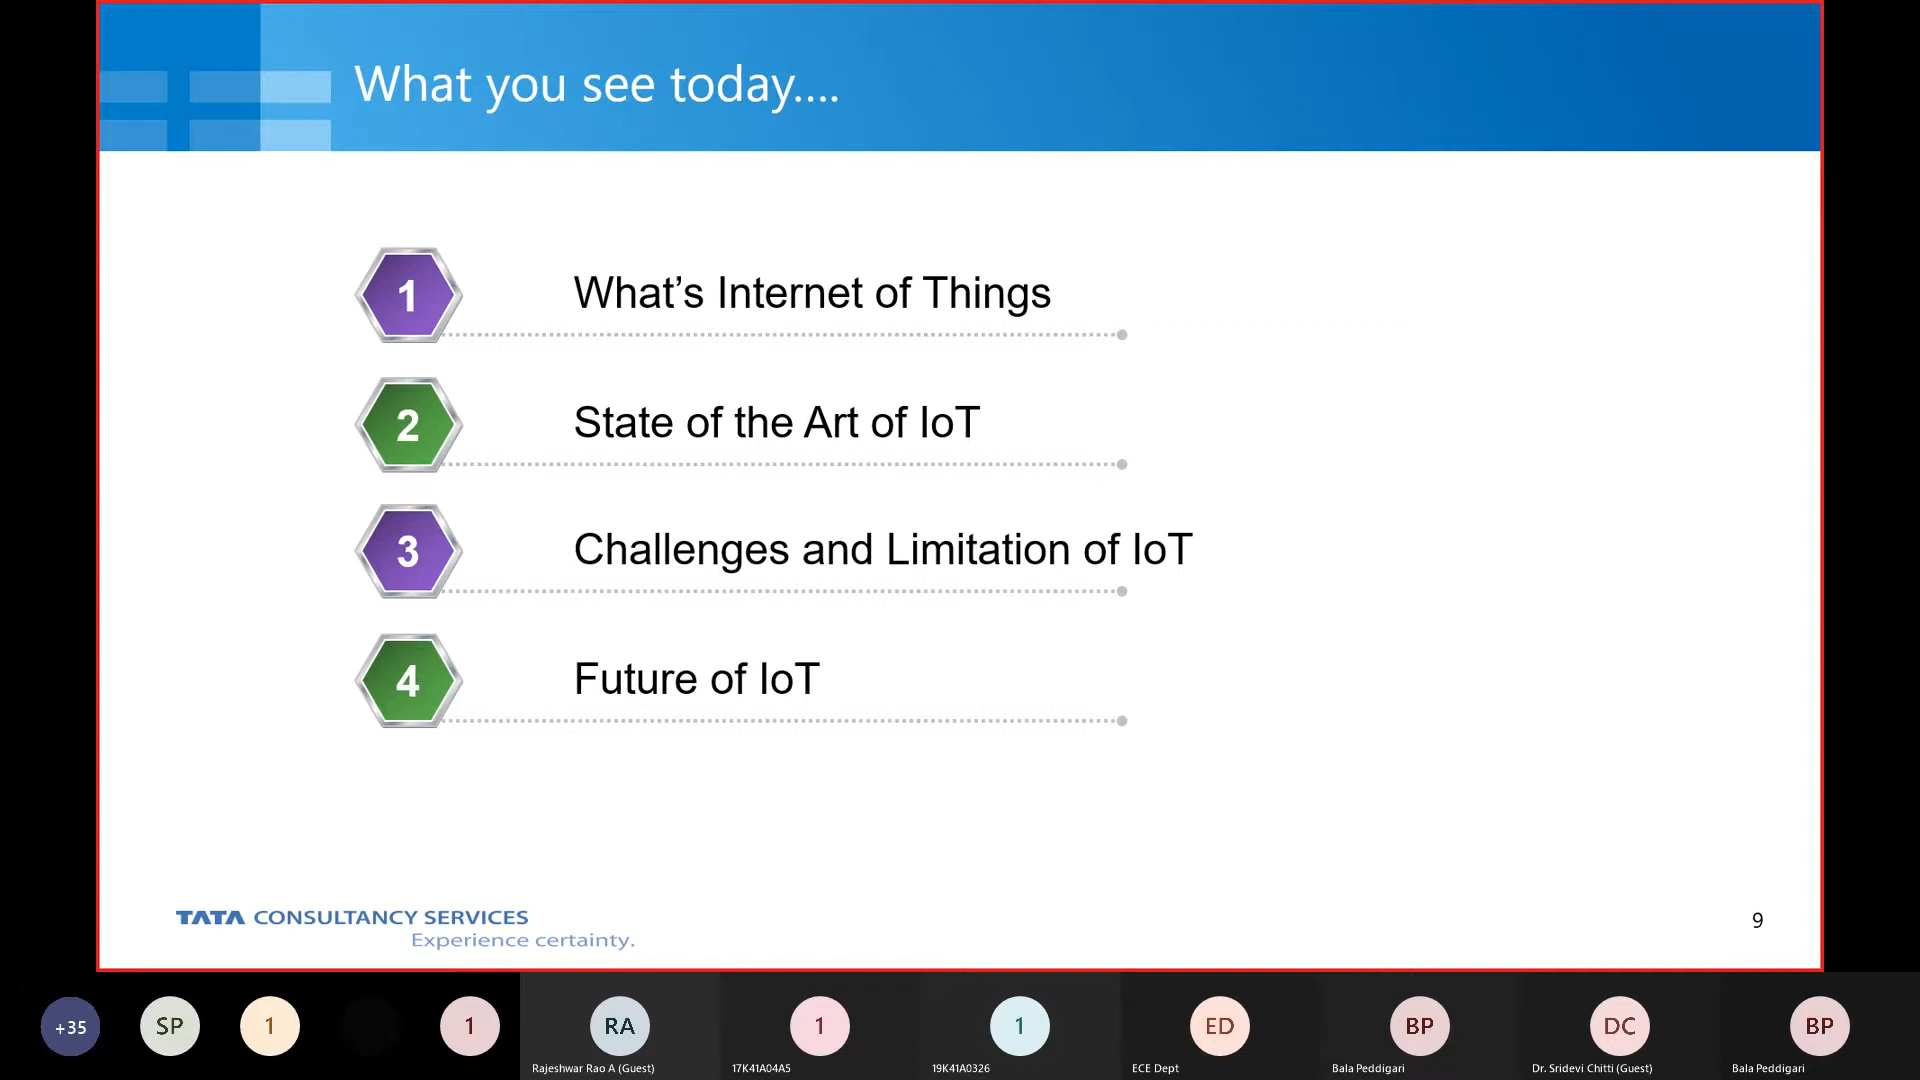 What you see today....
1 What's Internet of Things
2 State of the Art of IoT
3 Challenges and Limitation of IoT
4 Future of IoT
TATA CONSULTANCY SERVICES
Experience certainty.
9
+35 SP 1 1 RA 1 1 ED BP DC BP
Rajeshwar Rao A (Guest) 17K41A04A5 19K41A0326 ECE Dept Bala Peddigari Dr. Sridevi Chitti (Guest) Bala Peddigari